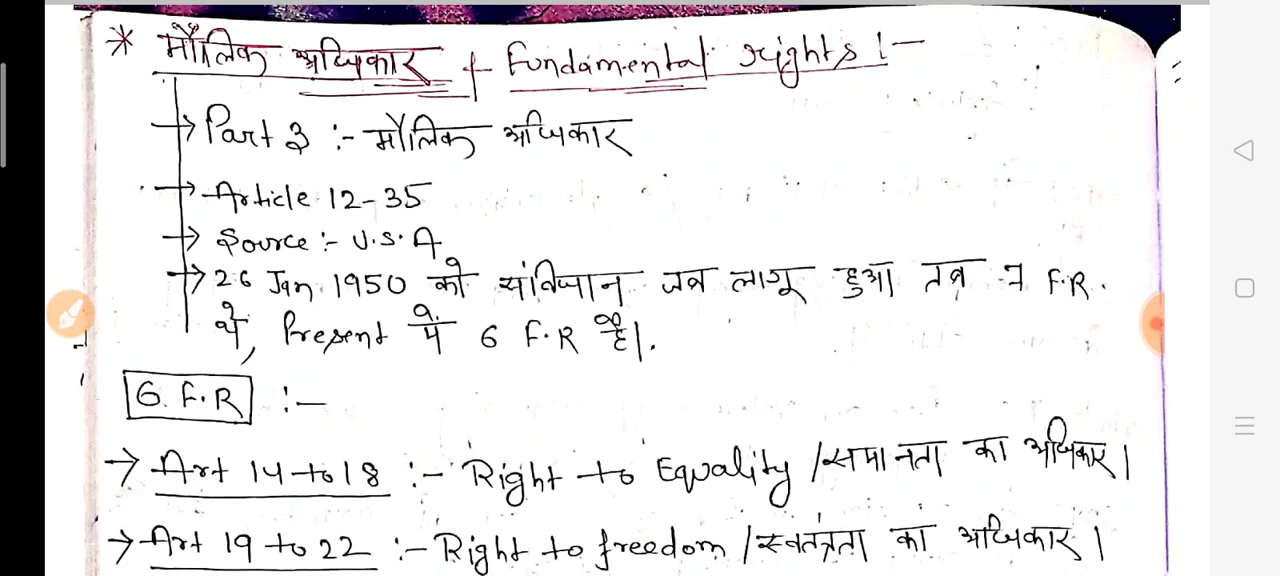 * मौलिक अधिकार / Fundamental rights :-
→ Part 3 :- मौलिक अधिकार
→ Article 12-35
→ Source :- U.S.A
→ 26 Jan 1950 को संविधान जब लागू हुआ तब 7 F.R.
थे, Present में 6 F.R है।.
6. F.R :-
→ Art 14 to 18 :- Right to Equality /समानता का अधिकार।
→ Art 19 to 22 :- Right to freedom /स्वतंत्रता का अधिकार।